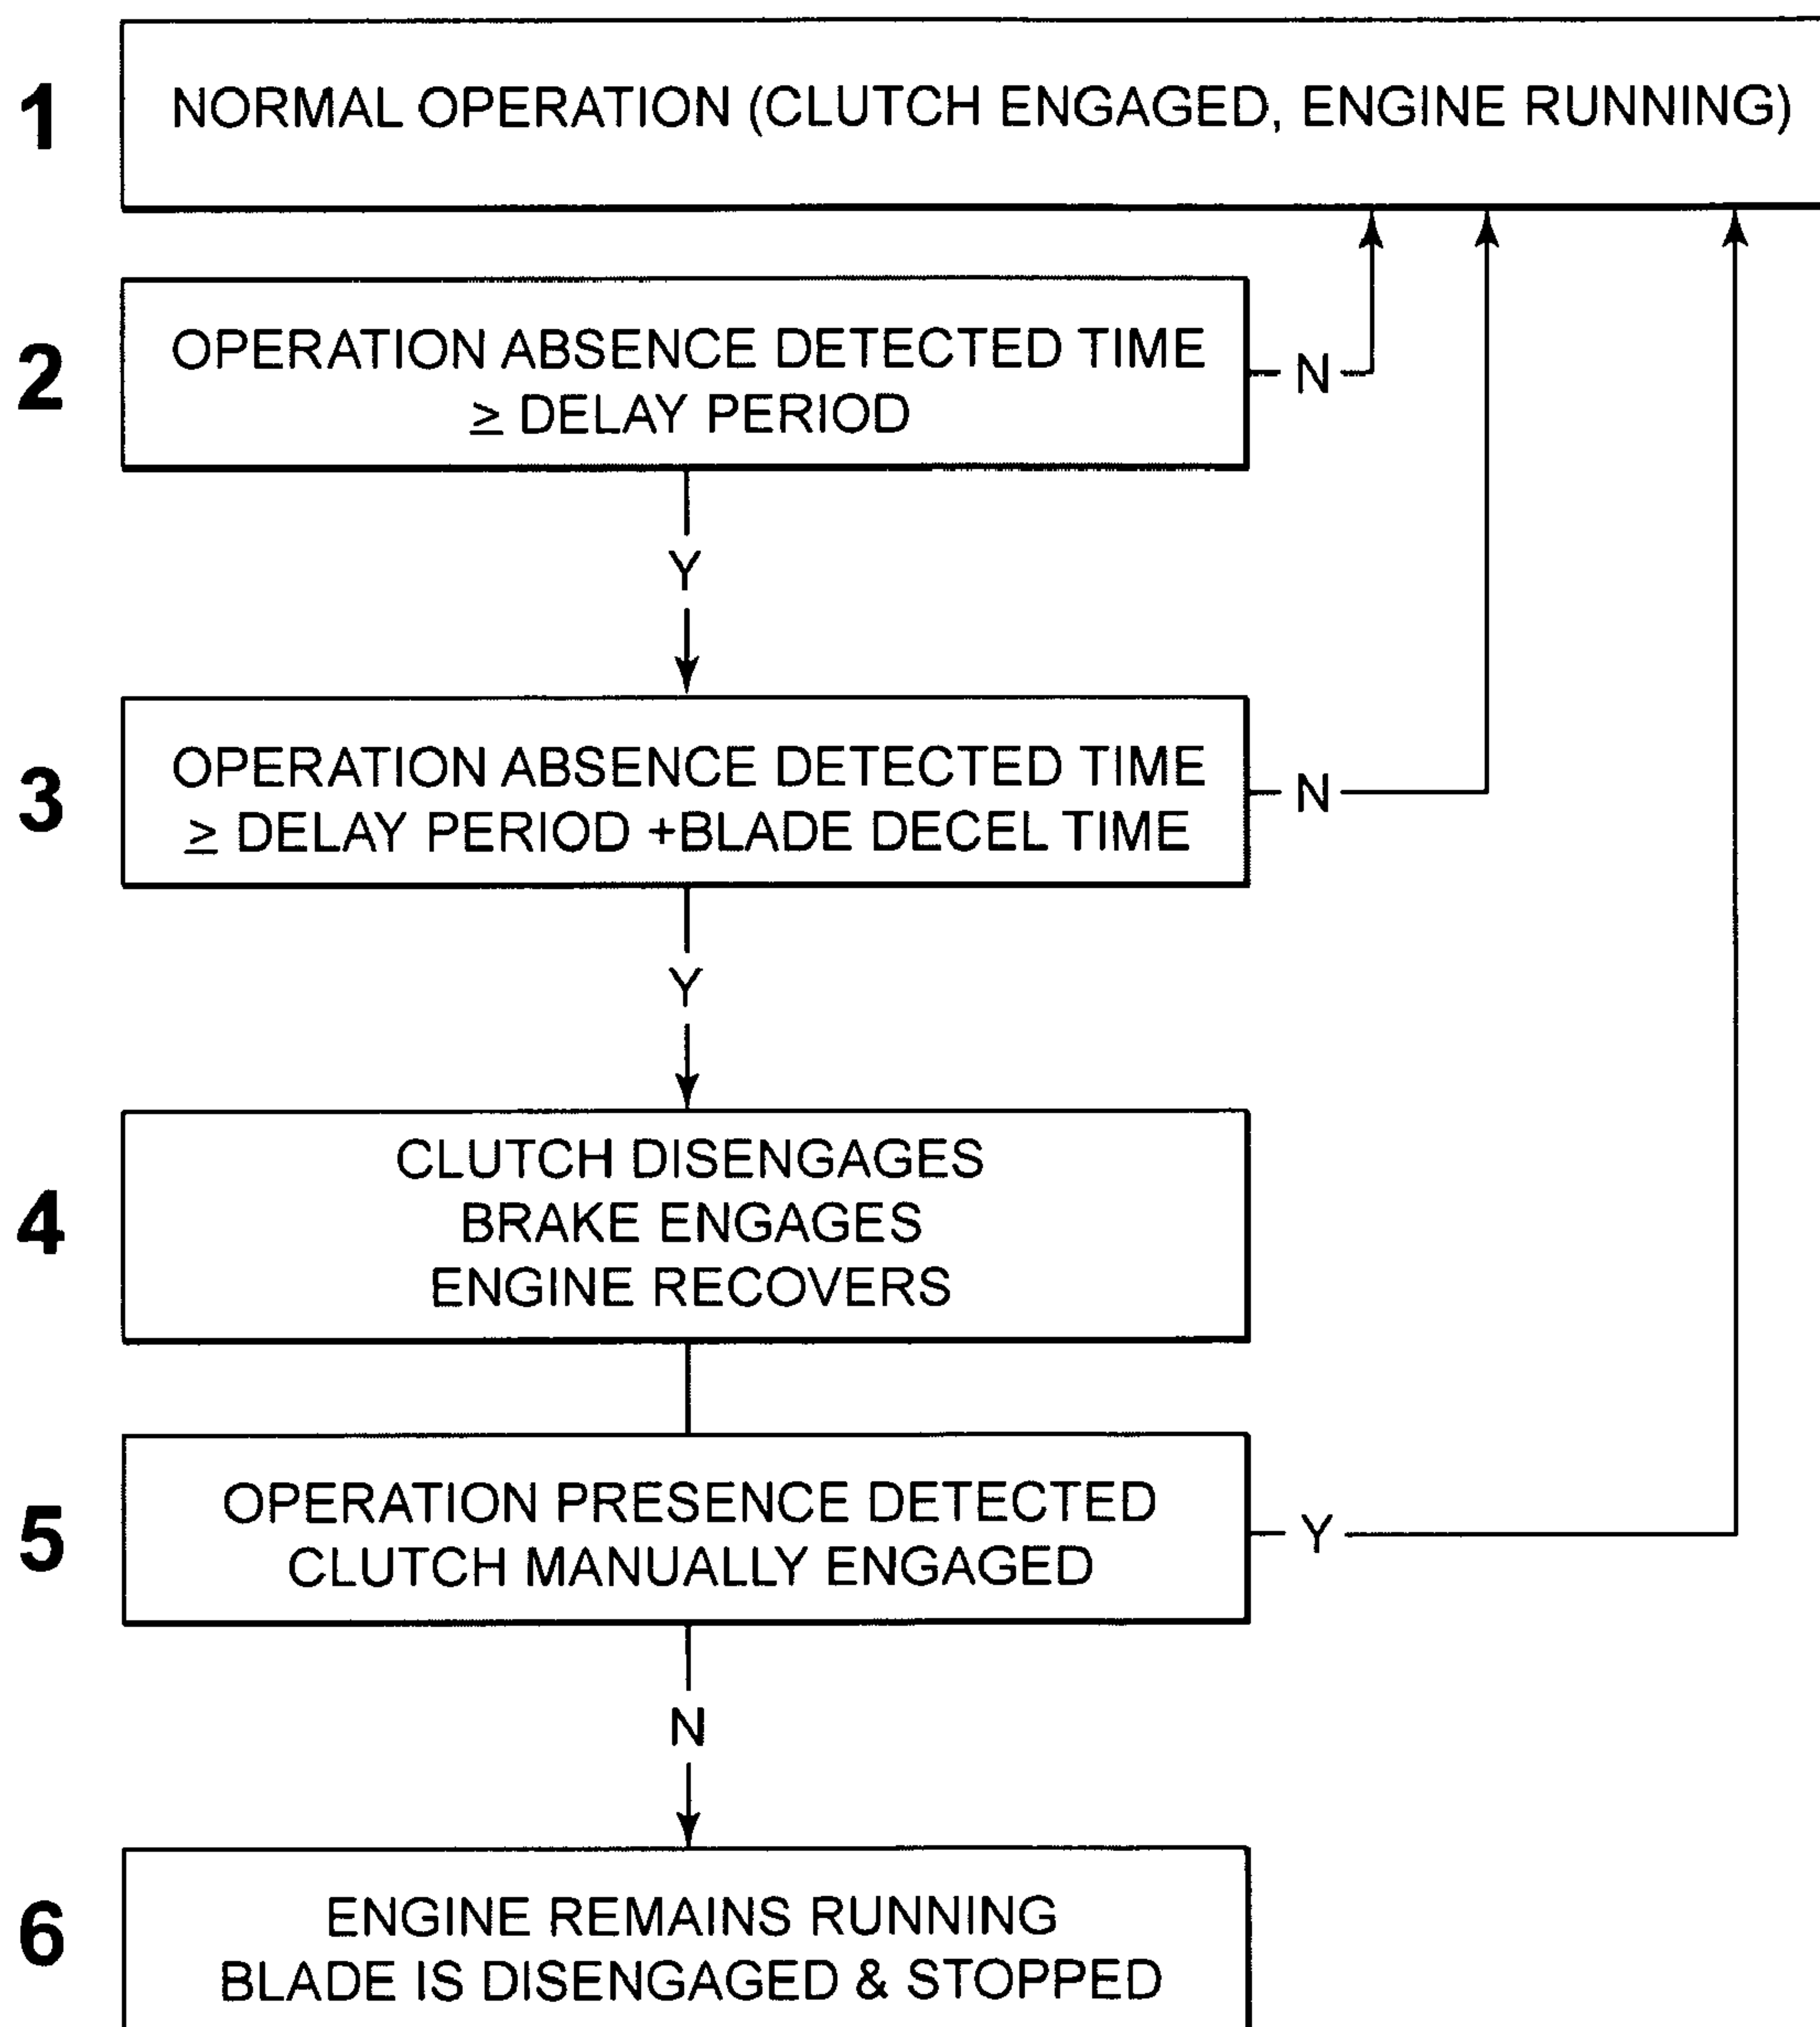 1
NORMAL OPERATION (CLUTCH ENGAGED, ENGINE RUNNING)
2
OPERATION ABSENCE DETECTED TIME
≥ DELAY PERIOD
N
Y
3
OPERATION ABSENCE DETECTED TIME
≥ DELAY PERIOD +BLADE DECEL TIME
N
Y
4
CLUTCH DISENGAGES
BRAKE ENGAGES
ENGINE RECOVERS
5
OPERATION PRESENCE DETECTED
CLUTCH MANUALLY ENGAGED
Y
N
6
ENGINE REMAINS RUNNING
BLADE IS DISENGAGED & STOPPED